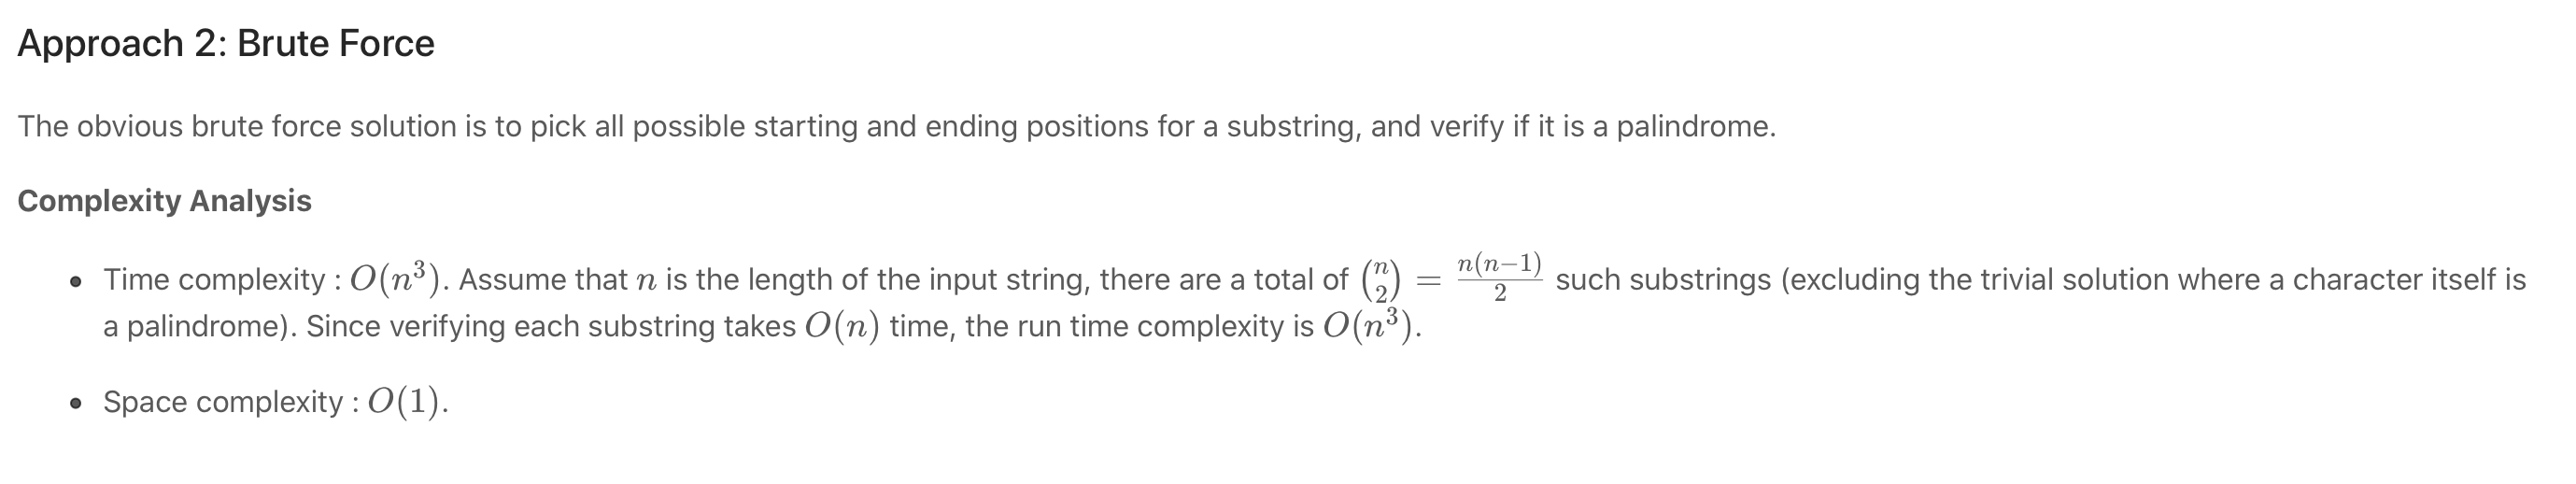 Approach 2: Brute Force
The obvious brute force solution is to pick all possible starting and ending positions for a substring, and verify if it is a palindrome.
Complexity Analysis
• Time complexity : $O(n^3)$. Assume that $n$ is the length of the input string, there are a total of $\binom{n}{2} = \frac{n(n-1)}{2}$ such substrings (excluding the trivial solution where a character itself is
a palindrome). Since verifying each substring takes $O(n)$ time, the run time complexity is $O(n^3)$.
• Space complexity : $O(1)$.